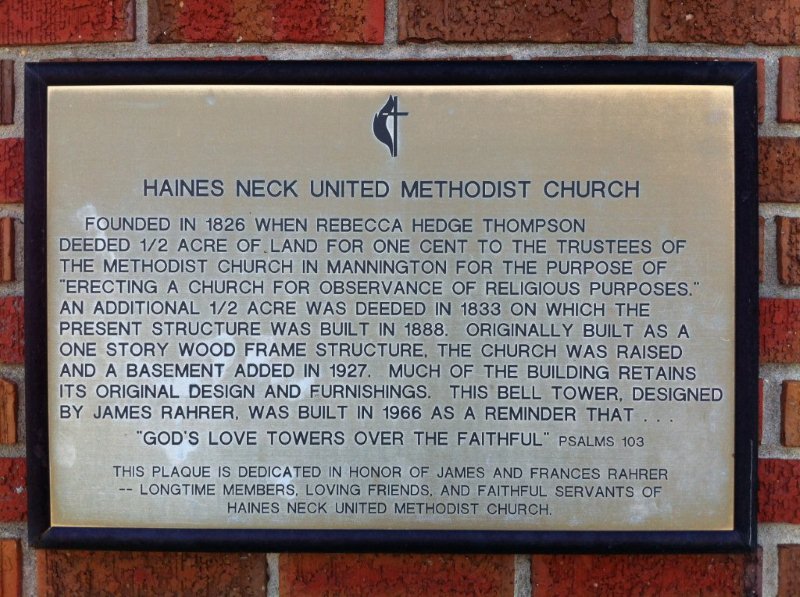 HAINES NECK UNITED METHODIST CHURCH
FOUNDED IN 1826 WHEN REBECCA HEDGE THOMPSON
DEEDED 1/2 ACRE OF LAND FOR ONE CENT TO THE TRUSTEES OF
THE METHODIST CHURCH IN MANNINGTON FOR THE PURPOSE OF
"ERECTING A CHURCH FOR OBSERVANCE OF RELIGIOUS PURPOSES."
AN ADDITIONAL 1/2 ACRE WAS DEEDED IN 1833 ON WHICH THE
PRESENT STRUCTURE WAS BUILT IN 1888. ORIGINALLY BUILT AS A
ONE STORY WOOD FRAME STRUCTURE, THE CHURCH WAS RAISED
AND A BASEMENT ADDED IN 1927. MUCH OF THE BUILDING RETAINS
ITS ORIGINAL DESIGN AND FURNISHINGS. THIS BELL TOWER, DESIGNED
BY JAMES RAHRER, WAS BUILT IN 1966 AS A REMINDER THAT . . .
"GOD'S LOVE TOWERS OVER THE FAITHFUL" PSALMS 103
THIS PLAQUE IS DEDICATED IN HONOR OF JAMES AND FRANCES RAHRER
-- LONGTIME MEMBERS, LOVING FRIENDS, AND FAITHFUL SERVANTS OF
HAINES NECK UNITED METHODIST CHURCH.